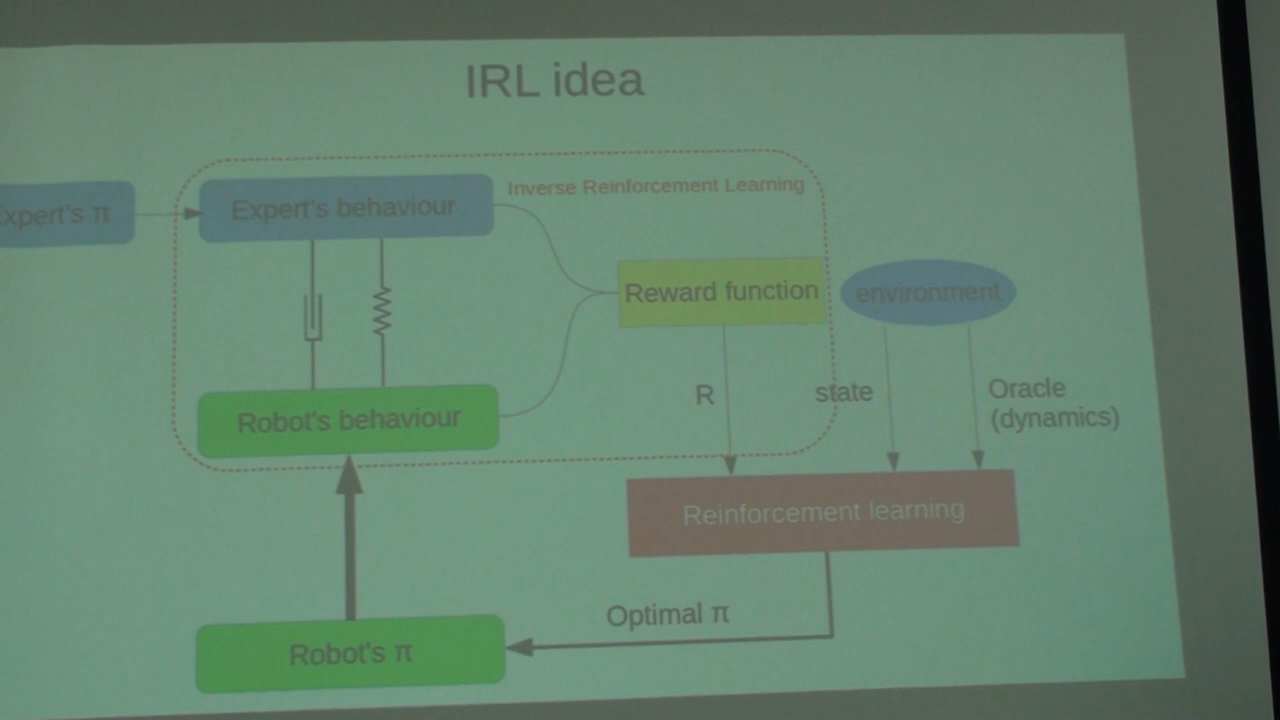 IRL idea
Expert's π
Expert's behaviour
Inverse Reinforcement Learning
Reward function
environment
Robot's behaviour
R
state
Oracle
(dynamics)
Reinforcement learning
Optimal π
Robot's π